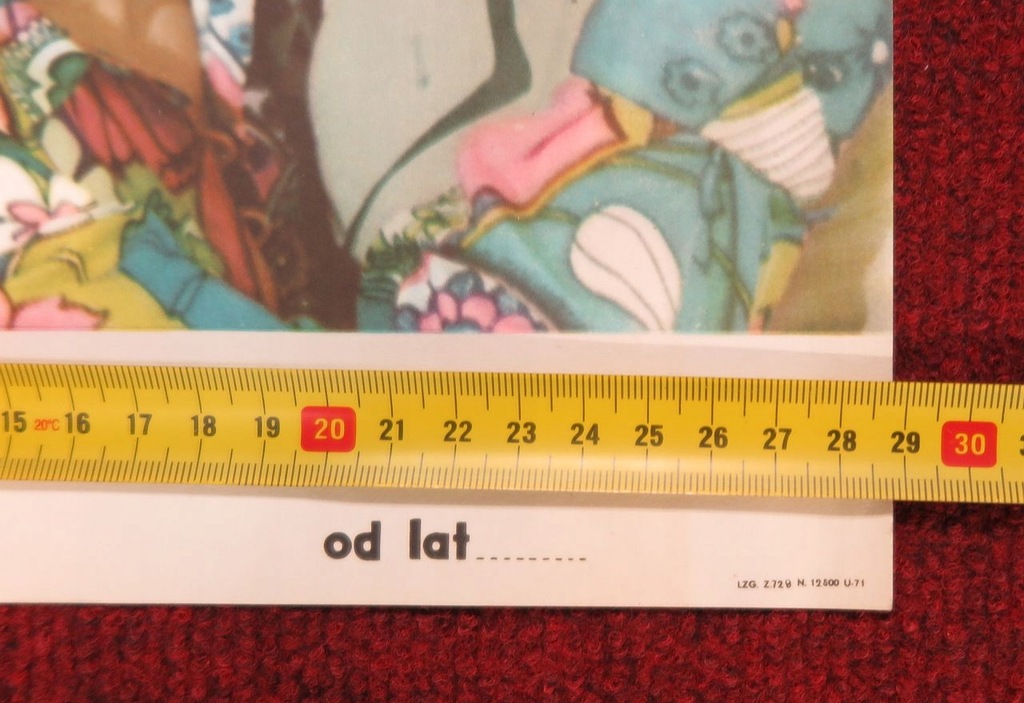 15 20°C 16 17 18 19 20 21 22 23 24 25 26 27 28 29 30
od lat.........
LZG. Z.728 N. 12500 U-71